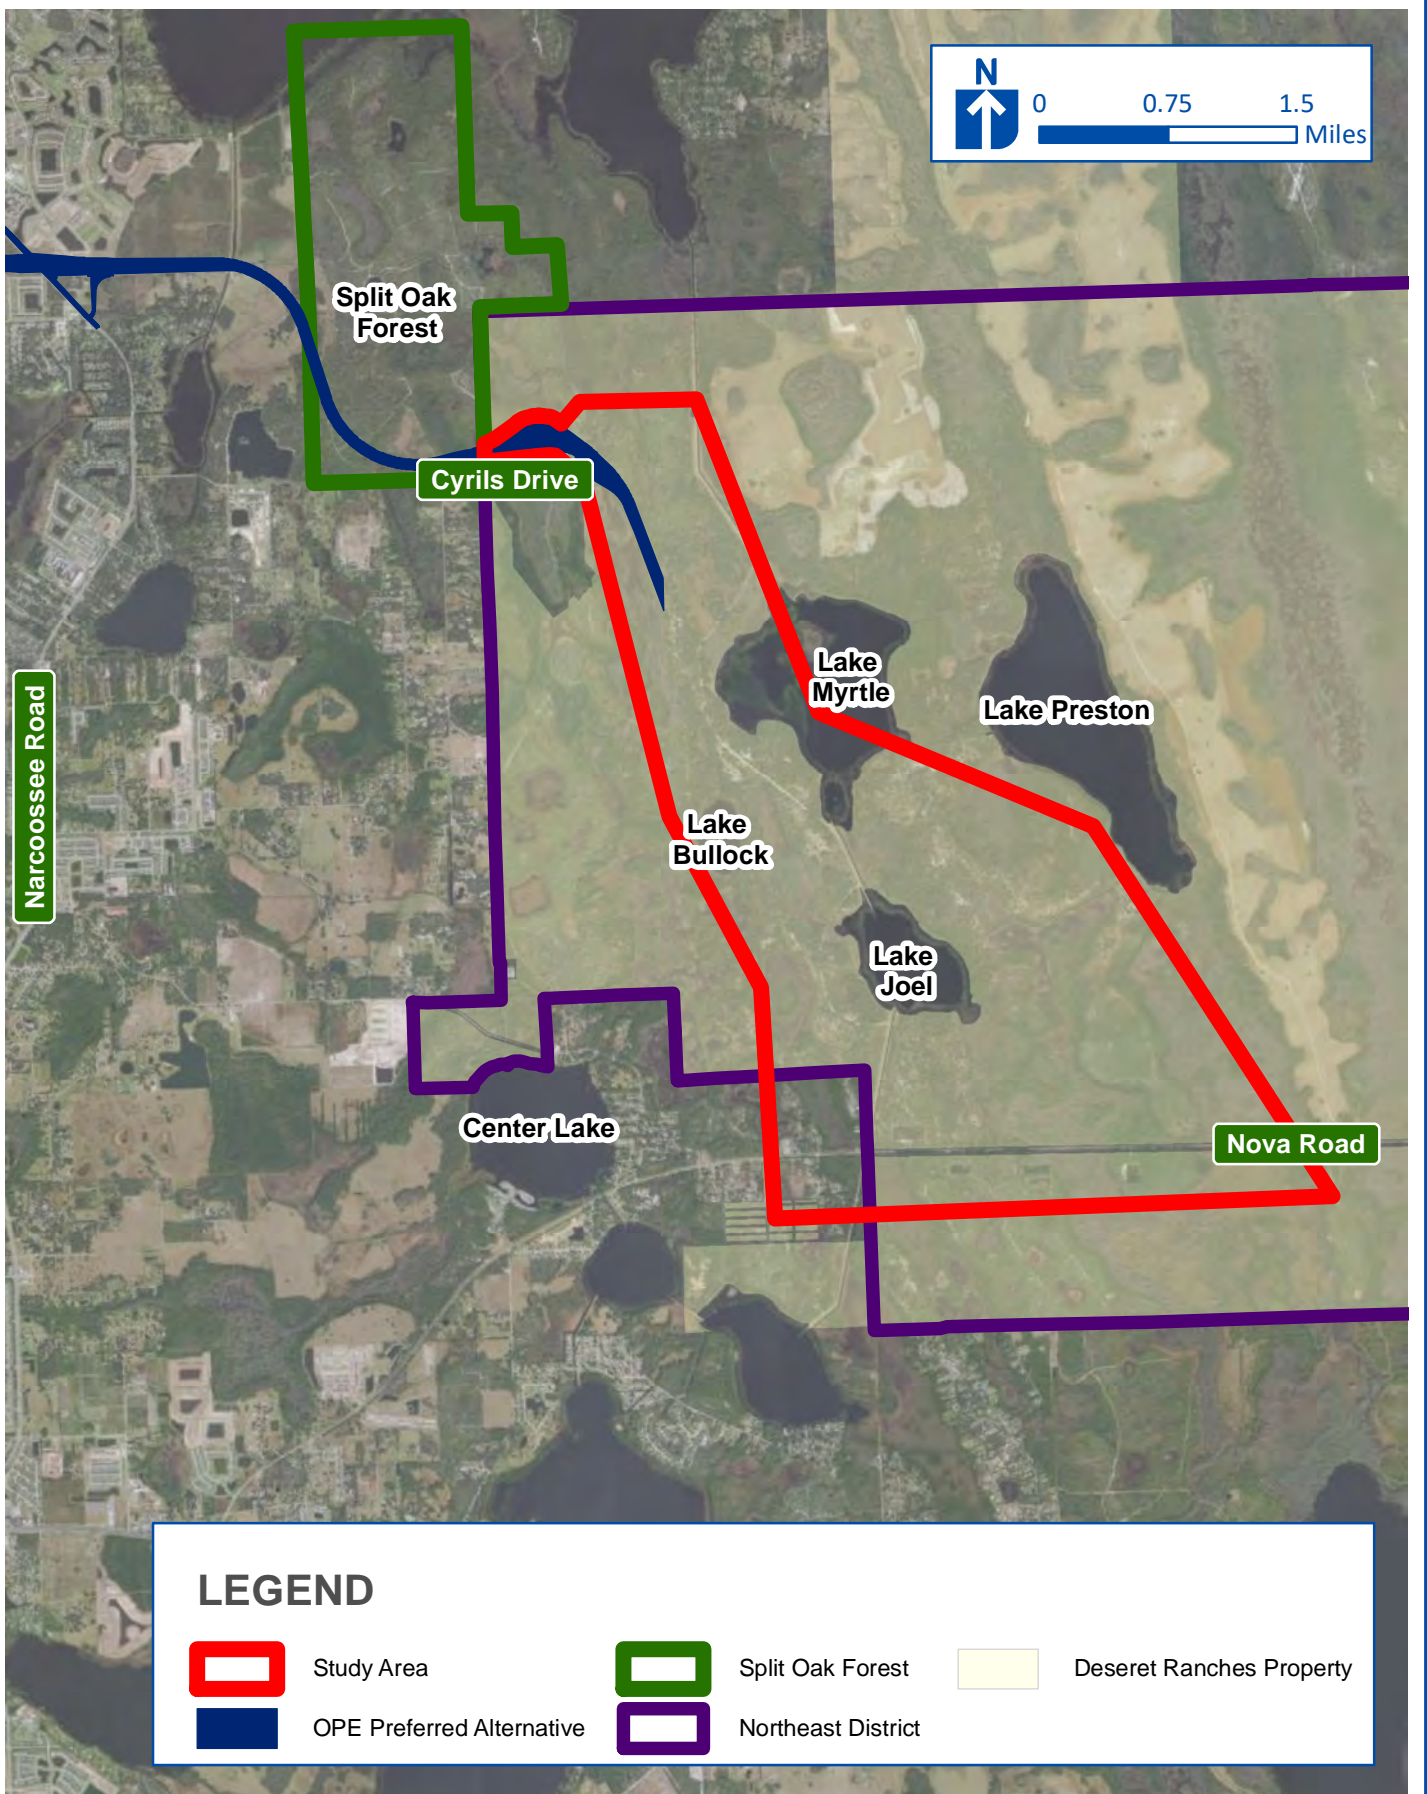 N
0 0.75 1.5
Miles
Split Oak
Forest
Cyrils Drive
Narcoossee Road
Lake
Myrtle
Lake Preston
Lake
Bullock
Lake
Joel
Center Lake
Nova Road
LEGEND
Study Area
Split Oak Forest
Deseret Ranches Property
OPE Preferred Alternative
Northeast District